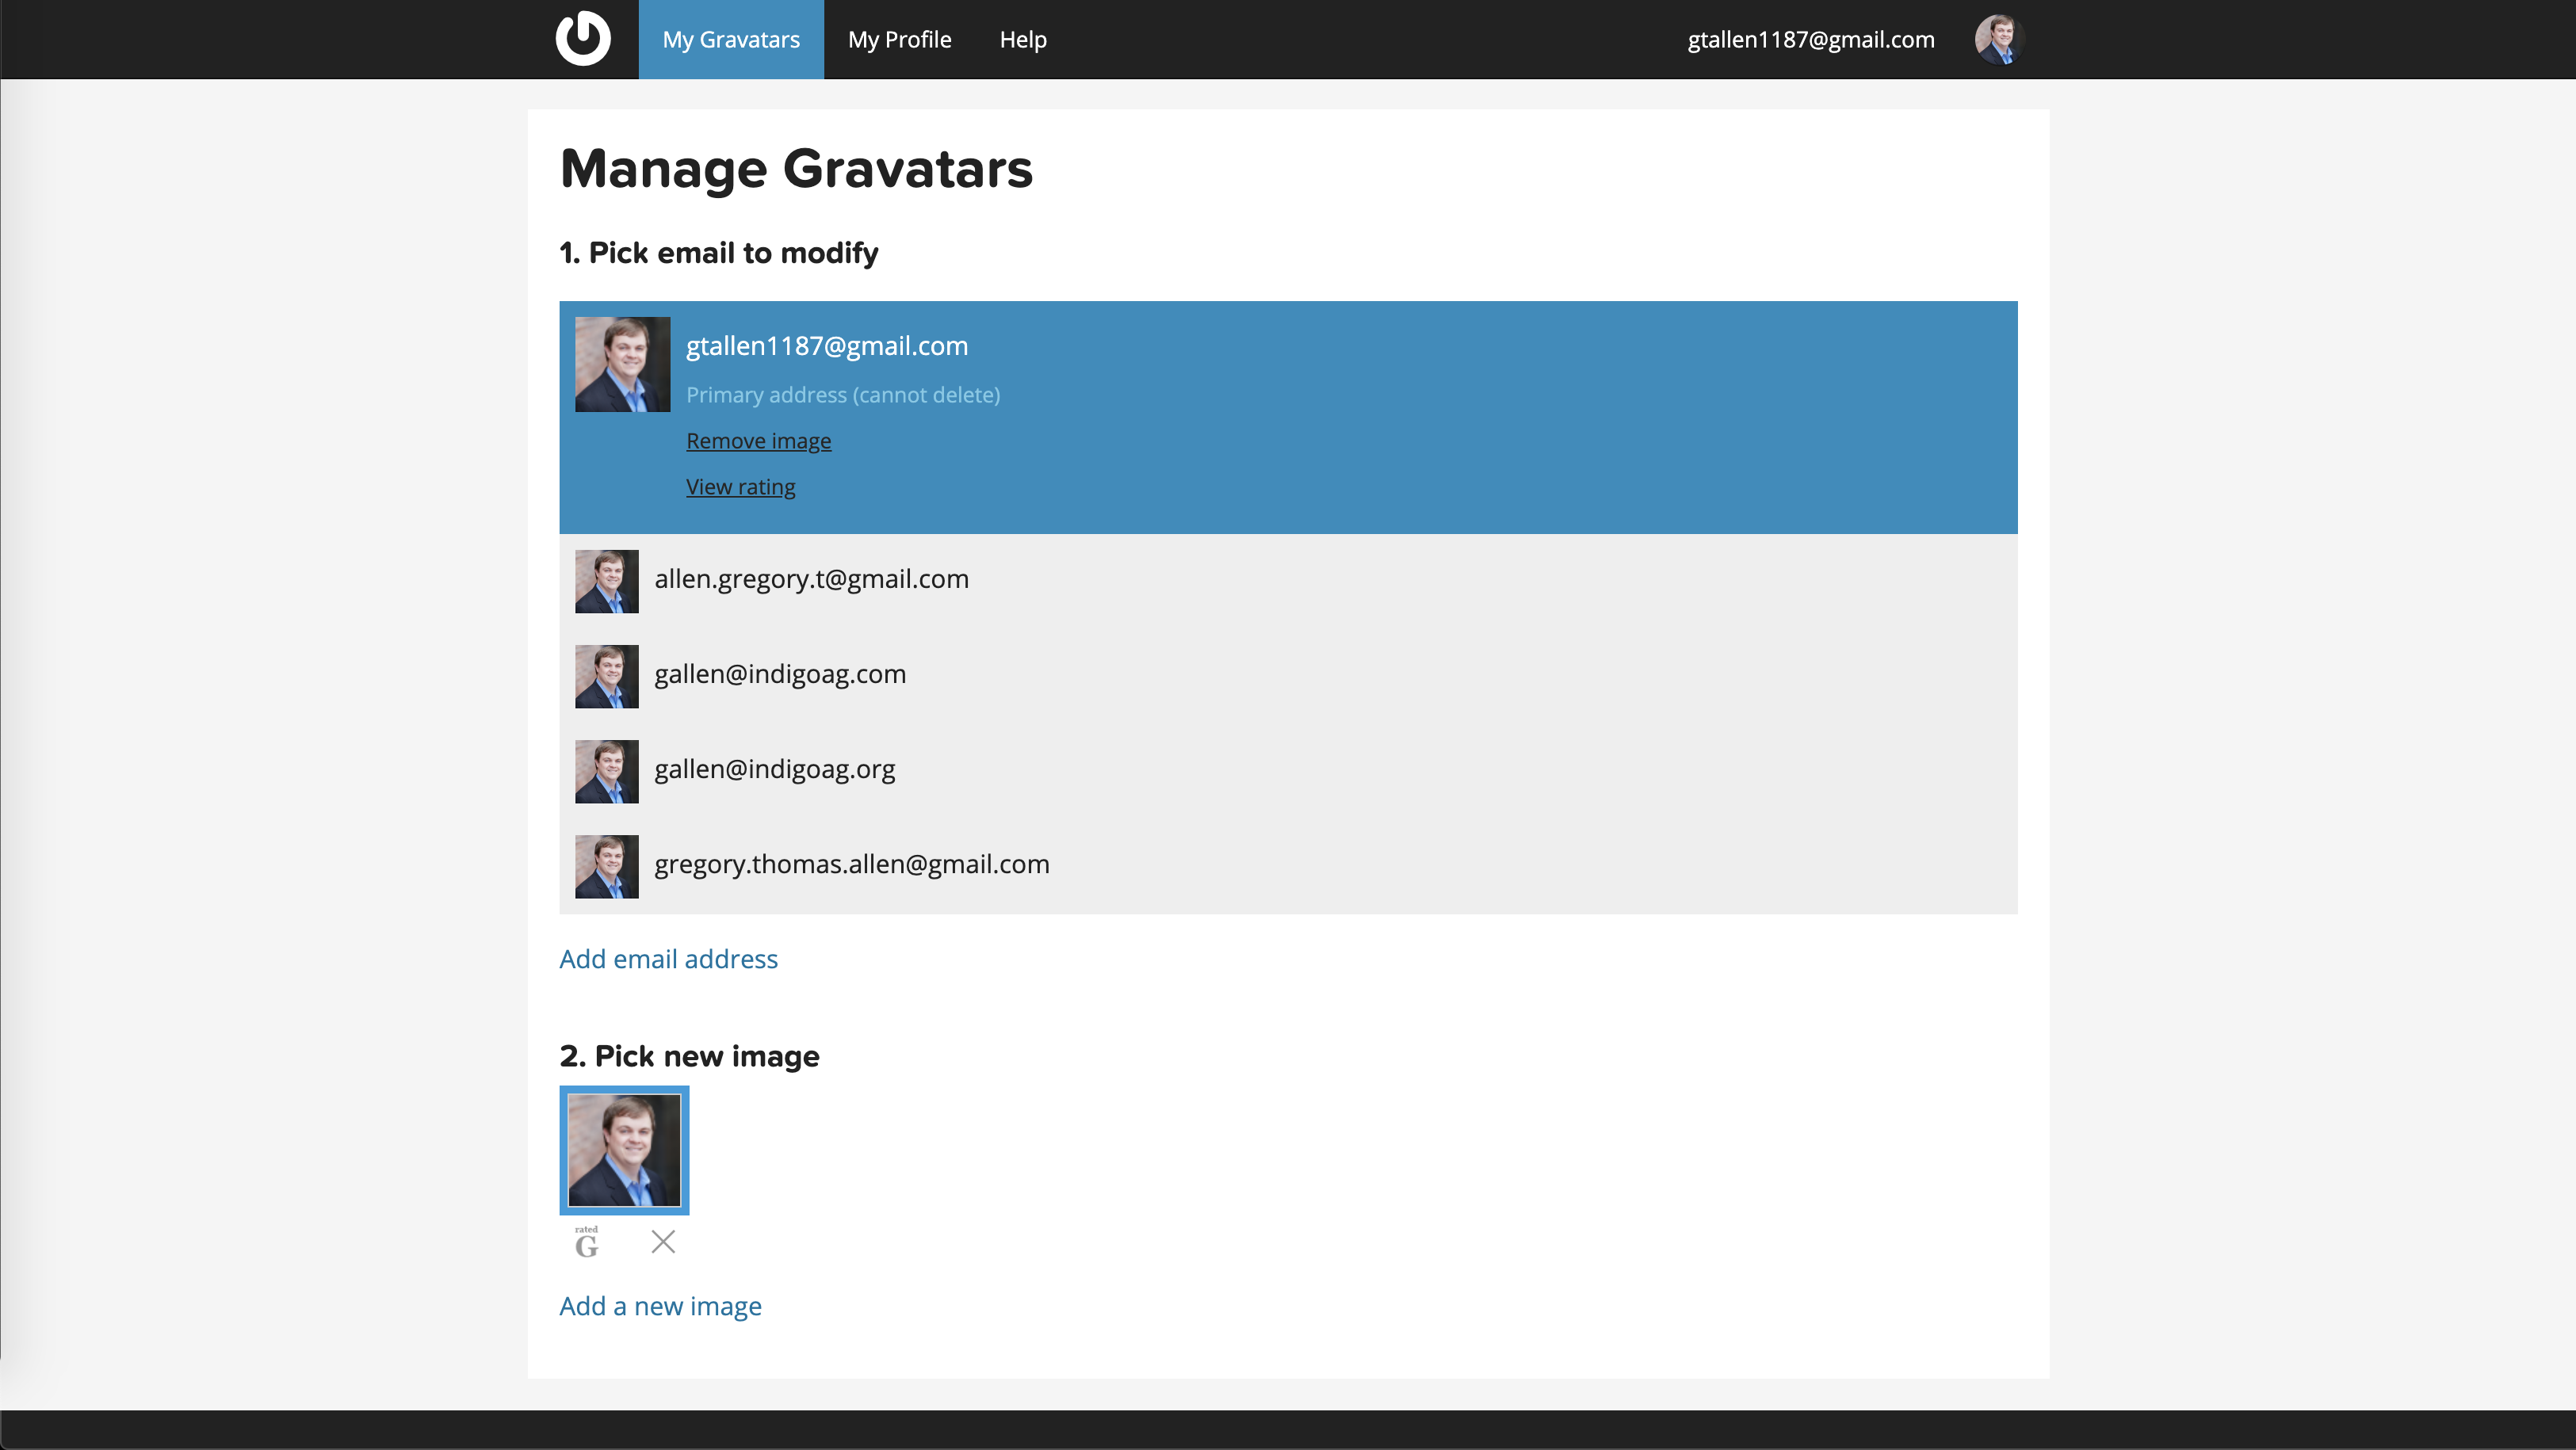 My Gravatars My Profile Help gtallen1187@gmail.com
Manage Gravatars
1. Pick email to modify
gtallen1187@gmail.com
Primary address (cannot delete)
Remove image
View rating
allen.gregory.t@gmail.com
gallen@indigoag.com
gallen@indigoag.org
gregory.thomas.allen@gmail.com
Add email address
2. Pick new image
rated
G
Add a new image